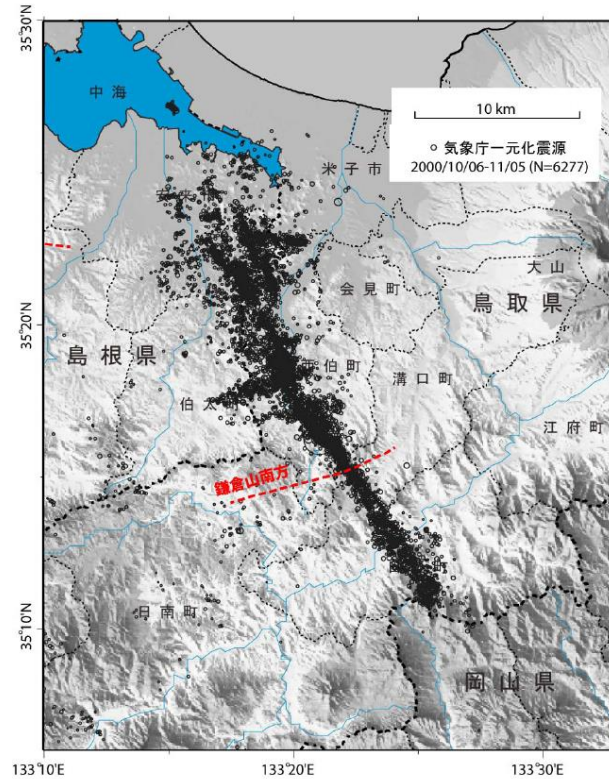 35°30'N
中海
10 km
気象庁一元化震源
2000/10/06-11/05 (N=6277)
米子市
安来
大山
会見町
鳥取県
35°20'
島根県
伯町
溝口町
伯太
江府町
鎌倉山南方
町
35°10'
日南町
岡山県
133°10'E
133°20'
133°30'E